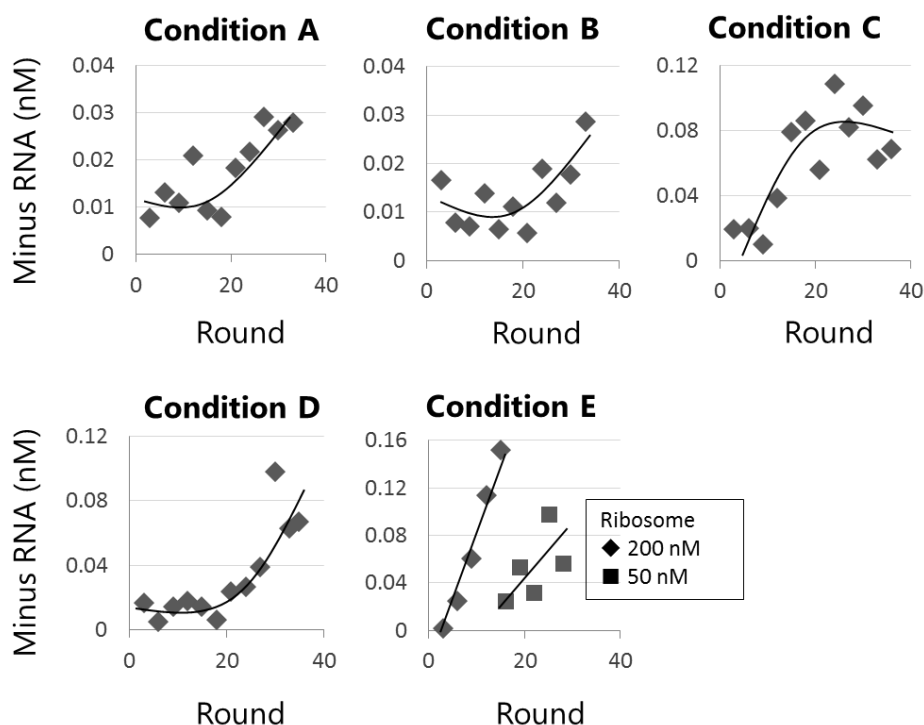 Condition A
Condition B
Condition C
Minus RNA (nM)
0.04
0.03
0.02
0.01
0
0.04
0.03
0.02
0.01
0
0.12
0.08
0.04
0
0 20 40
0 20 40
0 10 20 30 40
Round
Round
Round
Condition D
Condition E
Minus RNA (nM)
0.12
0.08
0.04
0
0.16
0.12
0.08
0.04
0
Ribosome
200 nM
50 nM
0 20 40
0 20 40
Round
Round